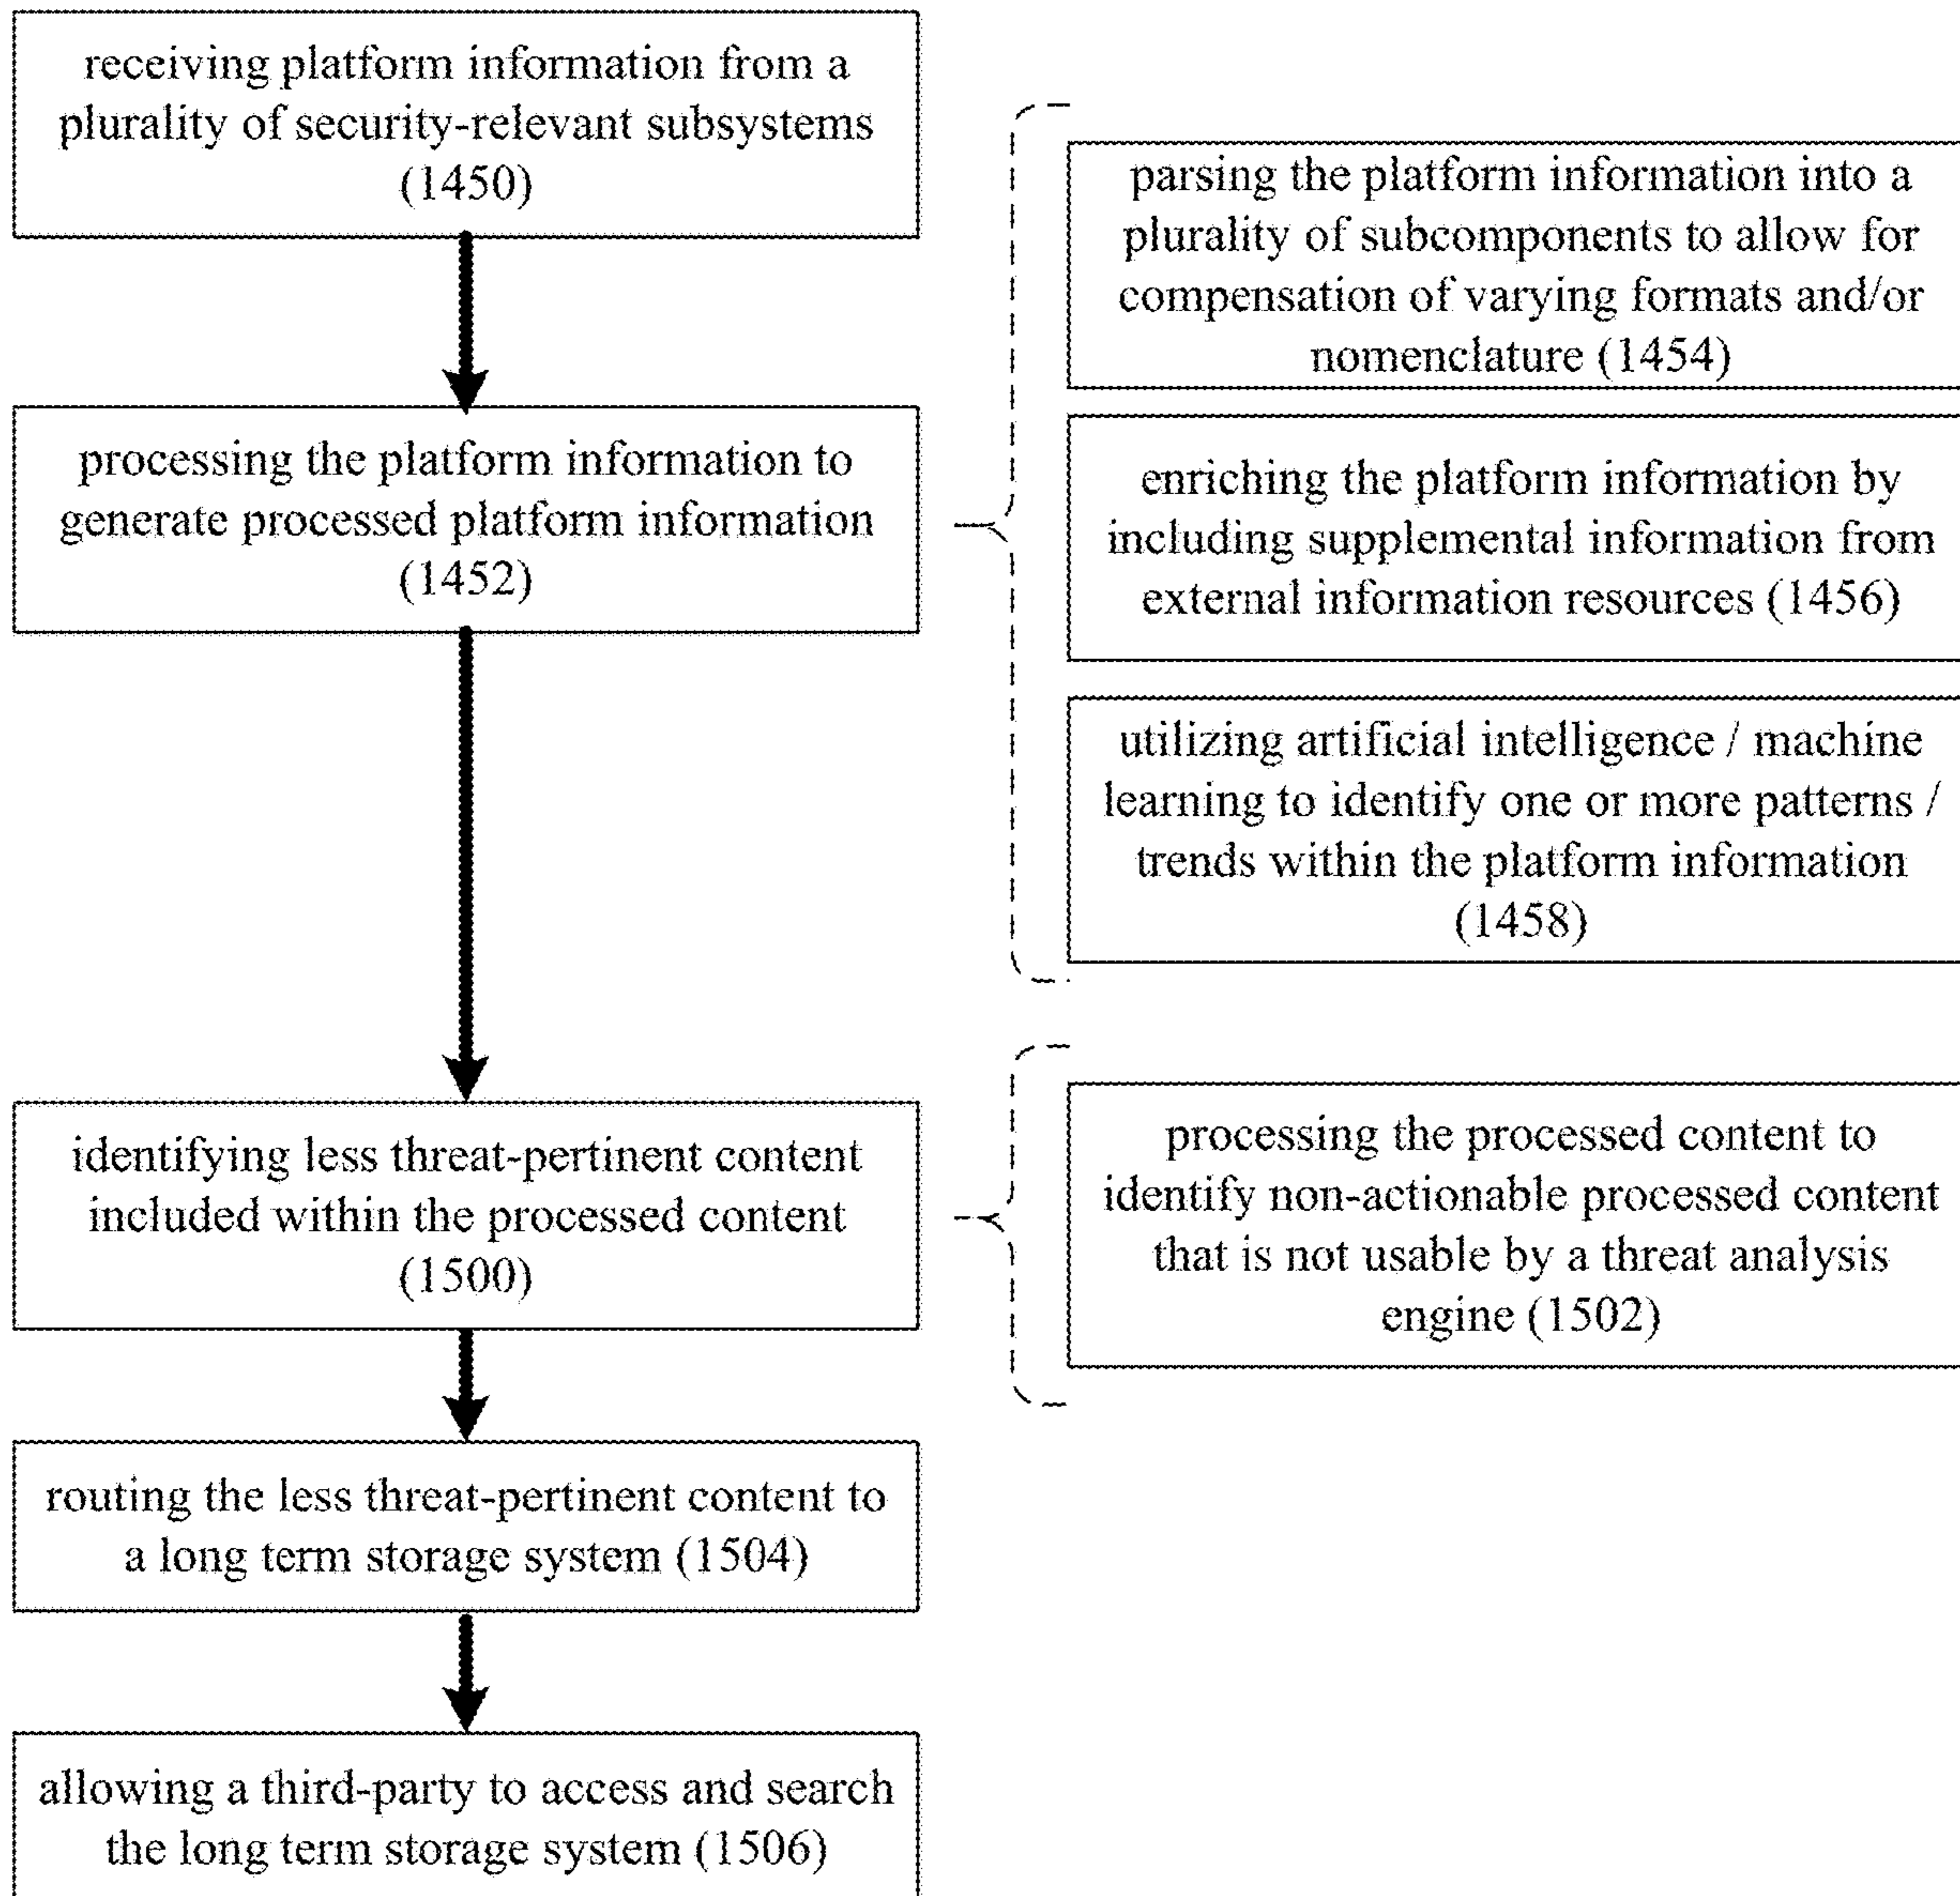 receiving platform information from a
plurality of security-relevant subsystems
(1450)
processing the platform information to
generate processed platform information
(1452)
parsing the platform information into a
plurality of subcomponents to allow for
compensation of varying formats and/or
nomenclature (1454)
enriching the platform information by
including supplemental information from
external information resources (1456)
utilizing artificial intelligence / machine
learning to identify one or more patterns /
trends within the platform information
(1458)
identifying less threat-pertinent content
included within the processed content
(1500)
processing the processed content to
identify non-actionable processed content
that is not usable by a threat analysis
engine (1502)
routing the less threat-pertinent content to
a long term storage system (1504)
allowing a third-party to access and search
the long term storage system (1506)